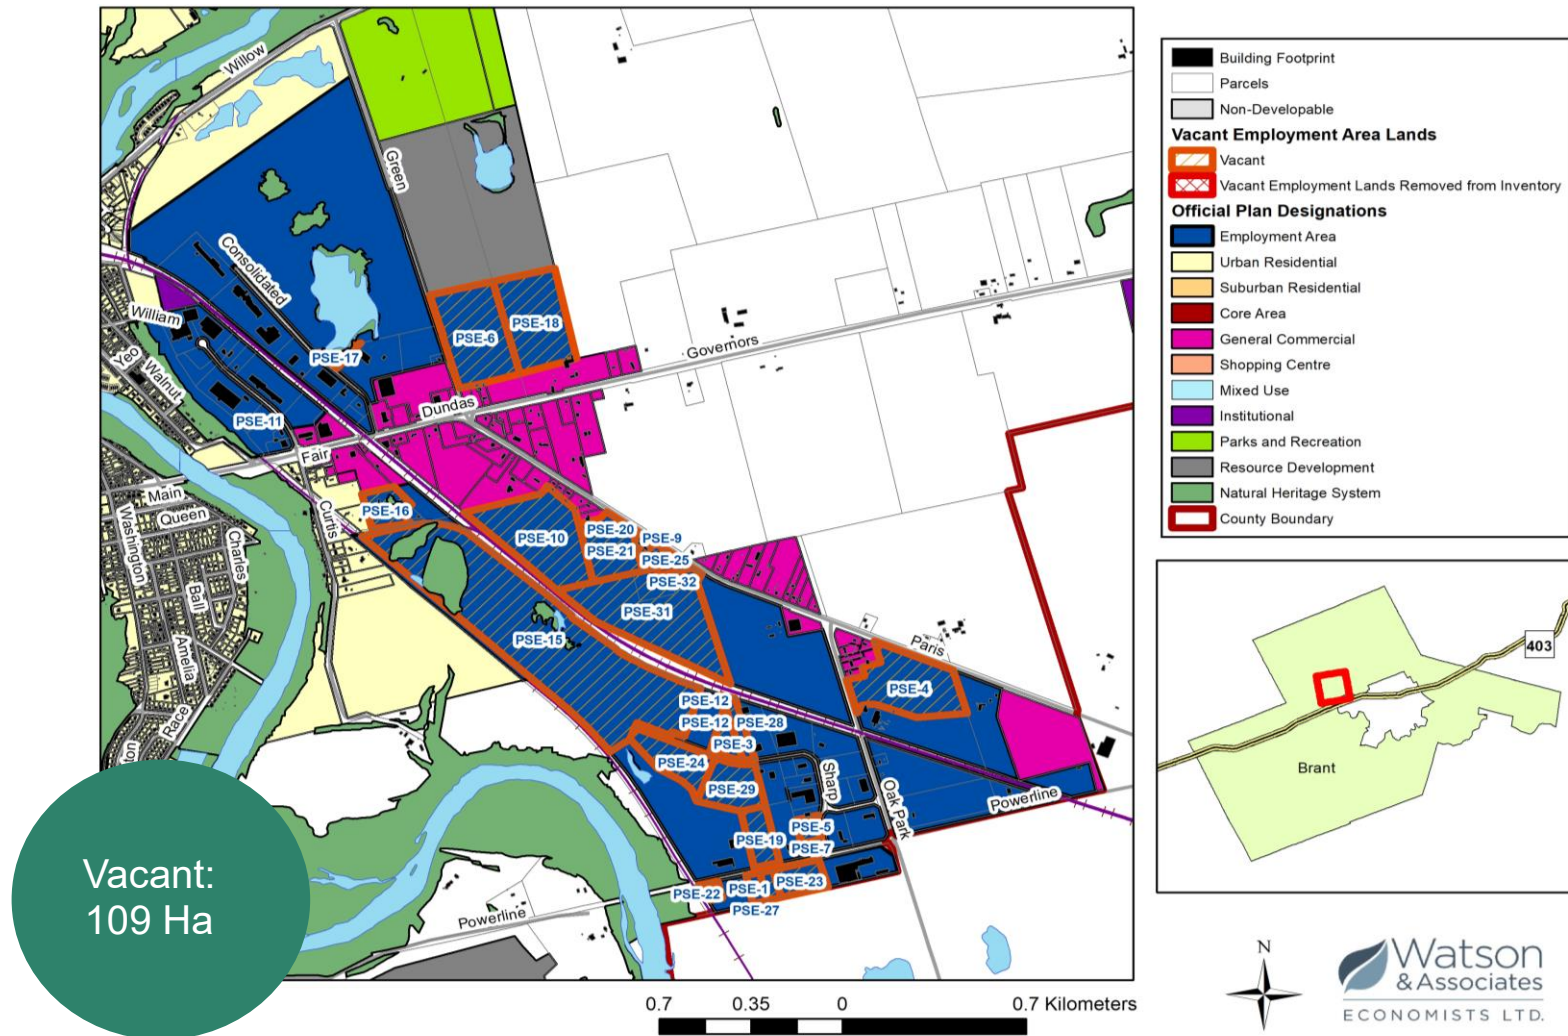 Willow
Green
Consolidated
William
Yeo
Walnut
PSE-6
PSE-18
PSE-17
Governors
Dundas
PSE-11
Fair
Main
Queen
Washington
Charles
Curtis
Ball
Amelia
Race
PSE-16
PSE-10
PSE-20
PSE-9
PSE-21
PSE-25
PSE-32
PSE-31
PSE-15
Paris
PSE-4
PSE-12
PSE-12
PSE-28
PSE-3
PSE-24
PSE-29
Sharp
Oak Park
Powerline
PSE-5
PSE-19
PSE-7
PSE-22
PSE-1
PSE-23
PSE-27
Powerline
Vacant:
109 Ha
0.7 0.35 0 0.7 Kilometers
Building Footprint
Parcels
Non-Developable
Vacant Employment Area Lands
Vacant
Vacant Employment Lands Removed from Inventory
Official Plan Designations
Employment Area
Urban Residential
Suburban Residential
Core Area
General Commercial
Shopping Centre
Mixed Use
Institutional
Parks and Recreation
Resource Development
Natural Heritage System
County Boundary
403
Brant
N
Watson
& Associates
ECONOMISTS LTD.